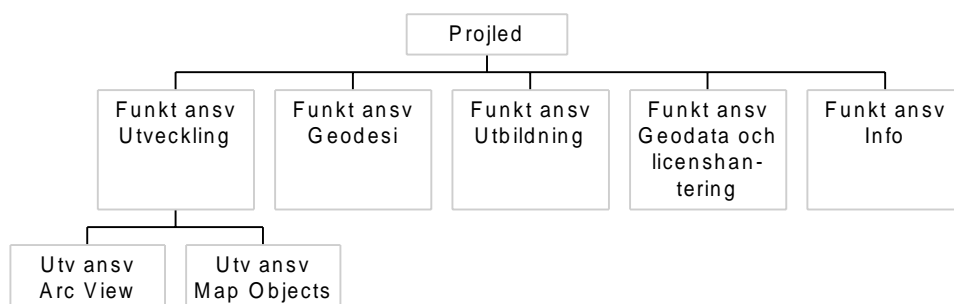 Projled
Funkt ansv
Utveckling
Funkt ansv
Geodesi
Funkt ansv
Utbildning
Funkt ansv
Geodata och
licenshan-
tering
Funkt ansv
Info
Utv ansv
Arc View
Utv ansv
Map Objects